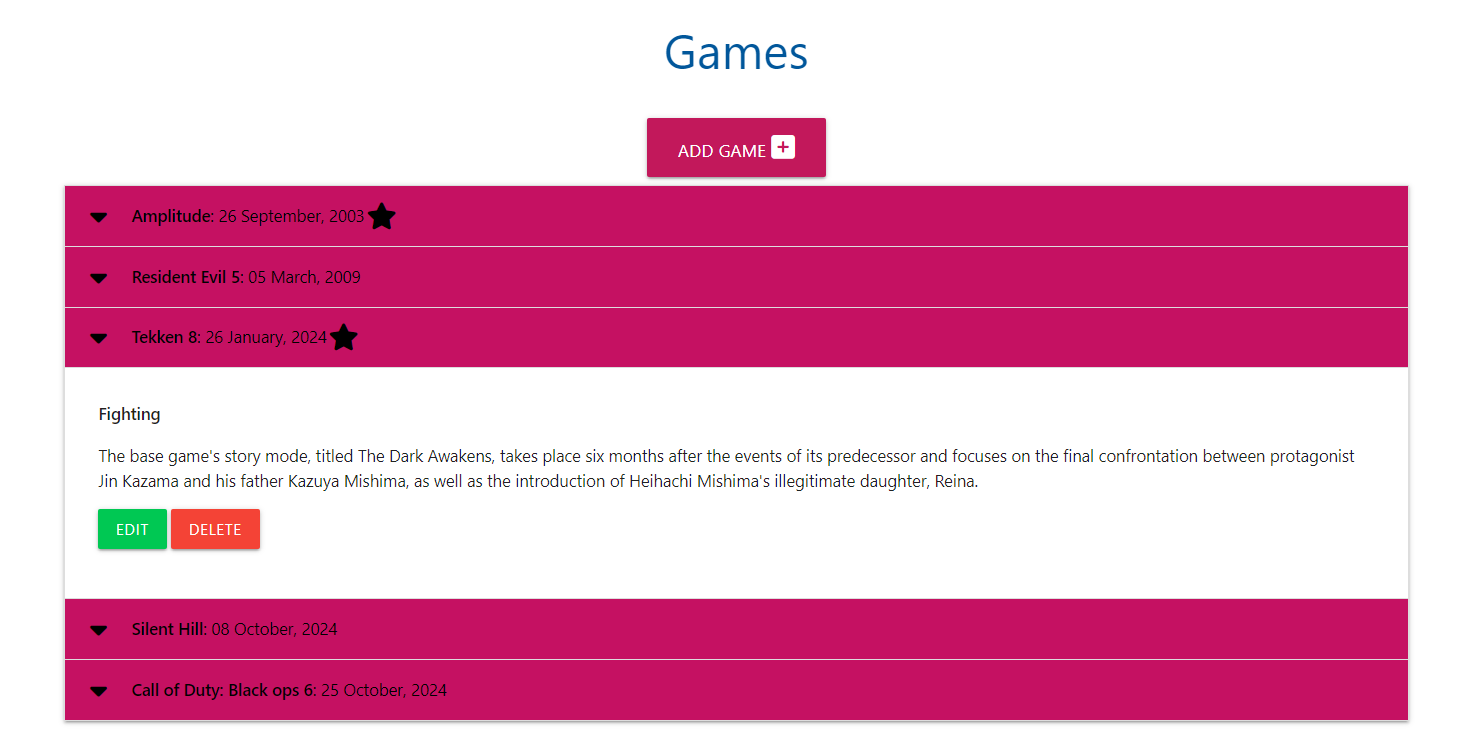 Games
ADD GAME
Amplitude: 26 September, 2003
Resident Evil 5: 05 March, 2009
Tekken 8: 26 January, 2024
Fighting
The base game's story mode, titled The Dark Awakens, takes place six months after the events of its predecessor and focuses on the final confrontation between protagonist
Jin Kazama and his father Kazuya Mishima, as well as the introduction of Heihachi Mishima's illegitimate daughter, Reina.
EDIT DELETE
Silent Hill: 08 October, 2024
Call of Duty: Black ops 6: 25 October, 2024